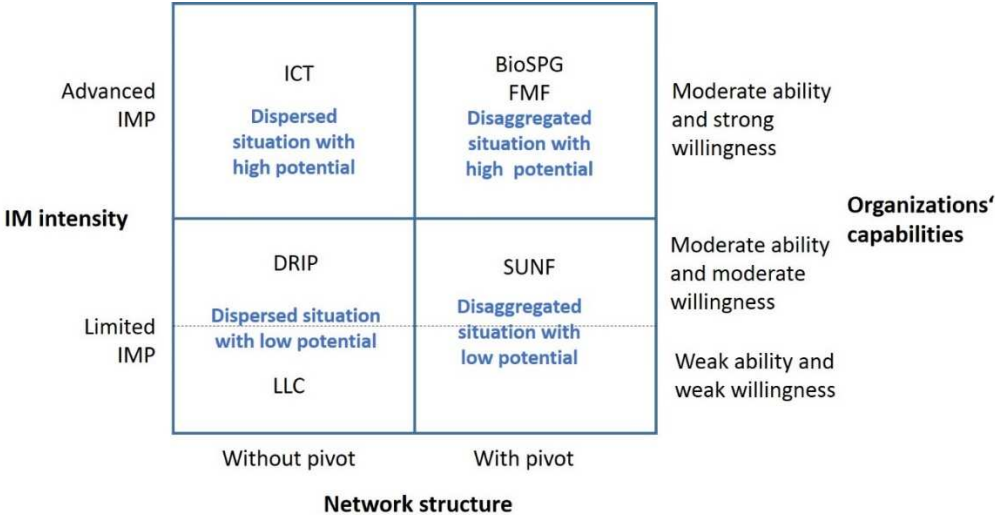 ICT
Dispersed
situation with
high potential
BioSPG
FMF
Disaggregated
situation with
high potential
Advanced
IMP
Moderate ability
and strong
willingness
IM intensity
Organizations‘
capabilities
DRIP
Dispersed situation
with low potential
LLC
SUNF
Disaggregated
situation with
low potential
Limited
IMP
Moderate ability
and moderate
willingness
Weak ability and
weak willingness
Without pivot
With pivot
Network structure